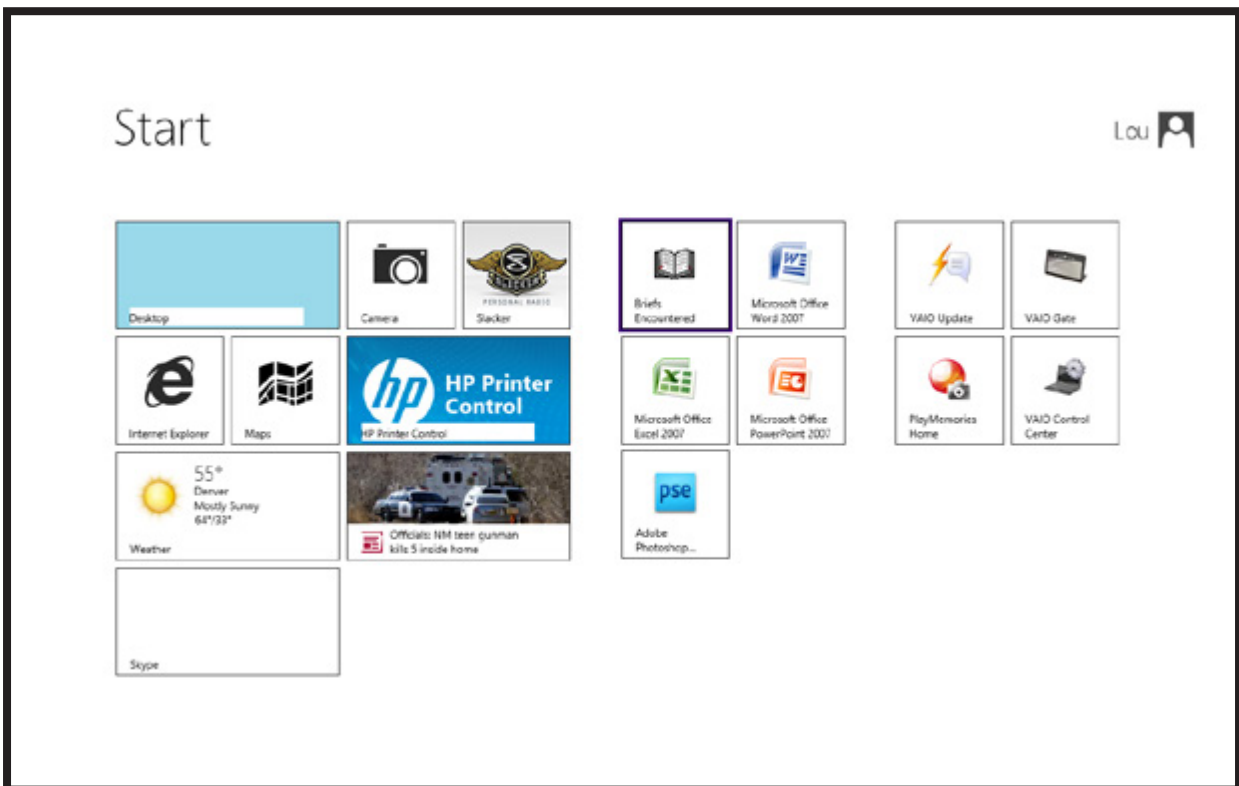 Start
Lou
Desktop
Camera
SLACKER
PERSONAL RADIO
Slacker
Internet Explorer
Maps
hp
HP Printer
Control
HP Printer Control
55°
Denver
Mostly Sunny
64°/33°
Weather
Officials: NM teen gunman
kills 5 inside home
Skype
Briefs
Encountered
Microsoft Office
Word 2007
Microsoft Office
Excel 2007
Microsoft Office
PowerPoint 2007
pse
Adobe
Photoshop...
VAIO Update
VAIO Gate
PlayMemories
Home
VAIO Control
Center